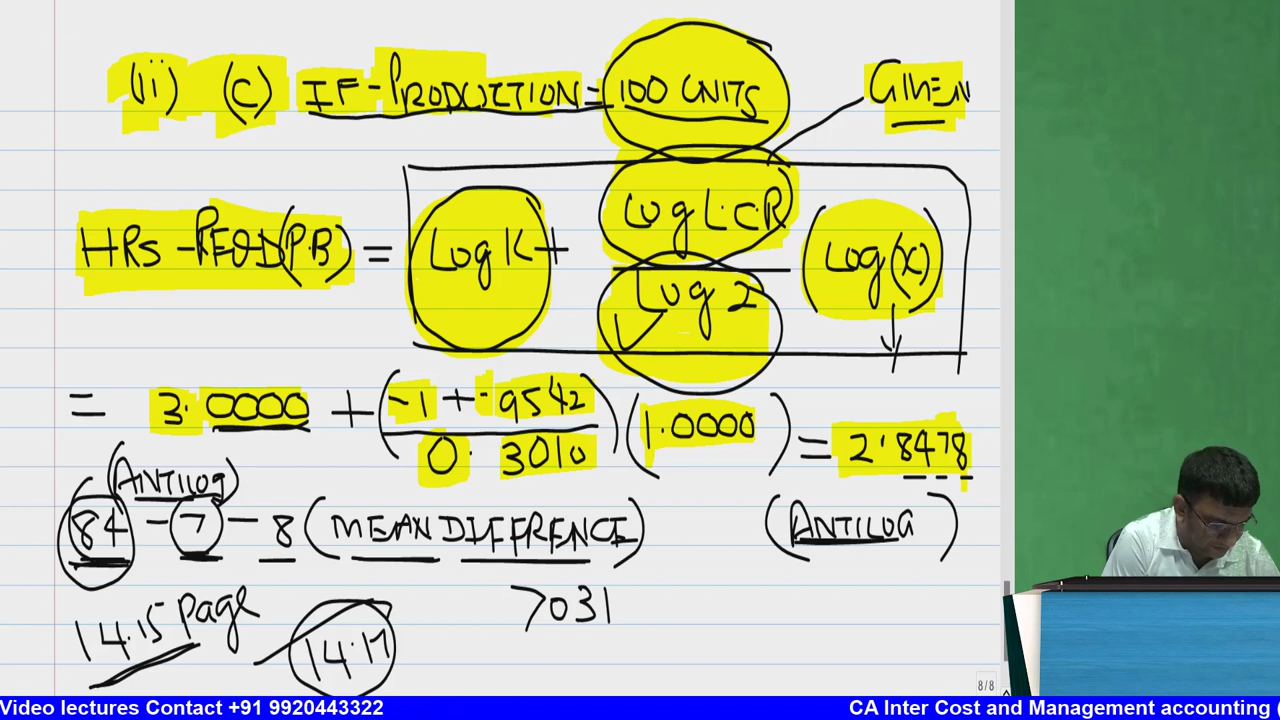 (ii) (C) IF - PRODUCTION = 100 UNITS GIVEN
HRS - REQD(P.B) = Log K + Log L.C.R / Log 2 (Log(X))
= 3.0000 + (-1 + .9542 / 0.3010) (1.0000) = 2.8478
(ANTILOG)
84 - 7 - 8 (MEAN DIFFERENCE) (ANTILOG)
14.15 Page 14.17 7031
8/8
Video lectures Contact +91 9920443322 CA Inter Cost and Management accounting (